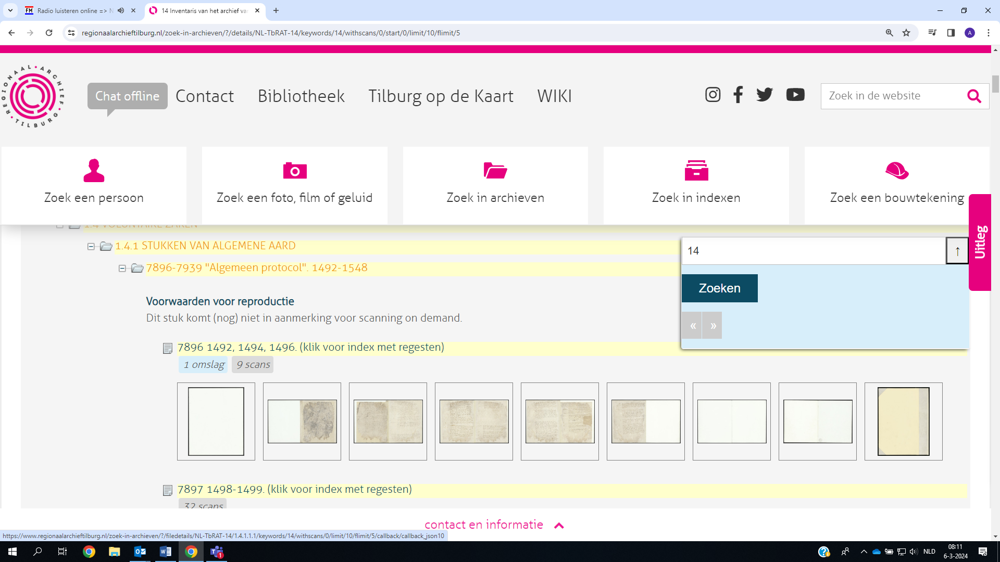 Radio luisteren online => N
14 Inventaris van het archief va
regionaalarchieftilburg.nl/zoek-in-archieven/?/details/NL-TbRAT-14/keywords/14/withscans/0/start/0/limit/10/flimit/5
A
REGIONAAL ARCHIEF TILBURG
Chat offline
Contact
Bibliotheek
Tilburg op de Kaart
WIKI
Zoek in de website
Zoek een persoon
Zoek een foto, film of geluid
Zoek in archieven
Zoek in indexen
Zoek een bouwtekening
Uitleg
1.4 VOLUNTAIRE ZAKEN
1.4.1 STUKKEN VAN ALGEMENE AARD
14
↑
7896-7939 "Algemeen protocol". 1492-1548
Zoeken
Voorwaarden voor reproductie
Dit stuk komt (nog) niet in aanmerking voor scanning on demand.
« »
7896 1492, 1494, 1496. (klik voor index met regesten)
1 omslag 9 scans
7897 1498-1499. (klik voor index met regesten)
32 scans
contact en informatie
https://www.regionaalarchieftilburg.nl/zoek-in-archieven/?/filedetails/NL-TbRAT-14/1.4.1.1.1/keywords/14/withscans/0/limit/10/flimit/5/callback/callback_json10
NLD
08:11
6-3-2024